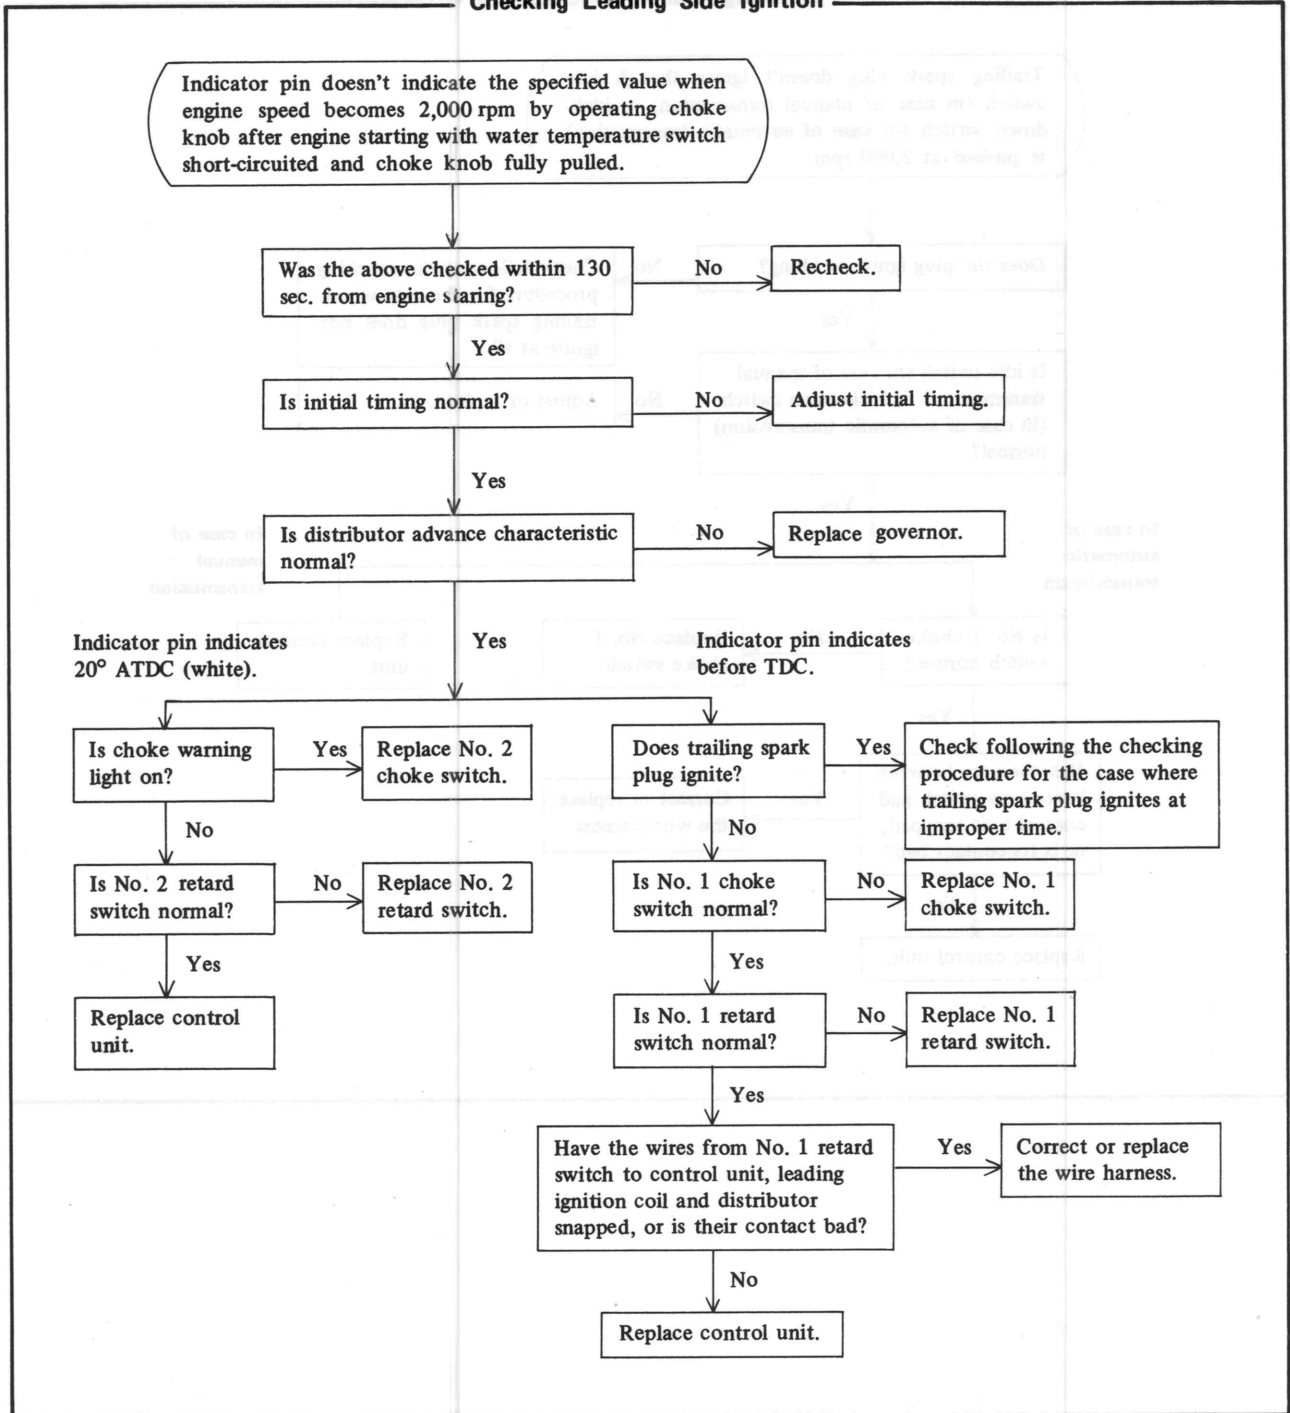 Checking Leading Side Ignition
Indicator pin doesn't indicate the specified value when
engine speed becomes 2,000 rpm by operating choke
knob after engine starting with water temperature switch
short-circuited and choke knob fully pulled.
Was the above checked within 130
sec. from engine staring?
No
Recheck.
Yes
Is initial timing normal?
No
Adjust initial timing.
Yes
Is distributor advance characteristic
normal?
No
Replace governor.
Yes
Indicator pin indicates
20° ATDC (white).
Indicator pin indicates
before TDC.
Is choke warning
light on?
Yes
Replace No. 2
choke switch.
No
Is No. 2 retard
switch normal?
No
Replace No. 2
retard switch.
Yes
Replace control
unit.
Does trailing spark
plug ignite?
Yes
Check following the checking
procedure for the case where
trailing spark plug ignites at
improper time.
No
Is No. 1 choke
switch normal?
No
Replace No. 1
choke switch.
Yes
Is No. 1 retard
switch normal?
No
Replace No. 1
retard switch.
Yes
Have the wires from No. 1 retard
switch to control unit, leading
ignition coil and distributor
snapped, or is their contact bad?
Yes
Correct or replace
the wire harness.
No
Replace control unit.